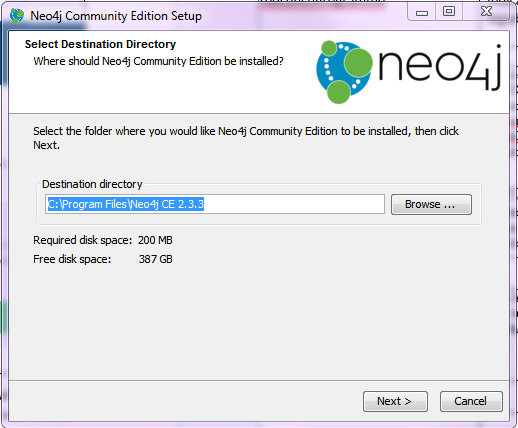 Neo4j Community Edition Setup
Select Destination Directory
Where should Neo4j Community Edition be installed?
neo4j
Select the folder where you would like Neo4j Community Edition to be installed, then click
Next.
Destination directory
C:\Program Files\Neo4j CE 2.3.3
Browse ...
Required disk space: 200 MB
Free disk space: 387 GB
Next >
Cancel